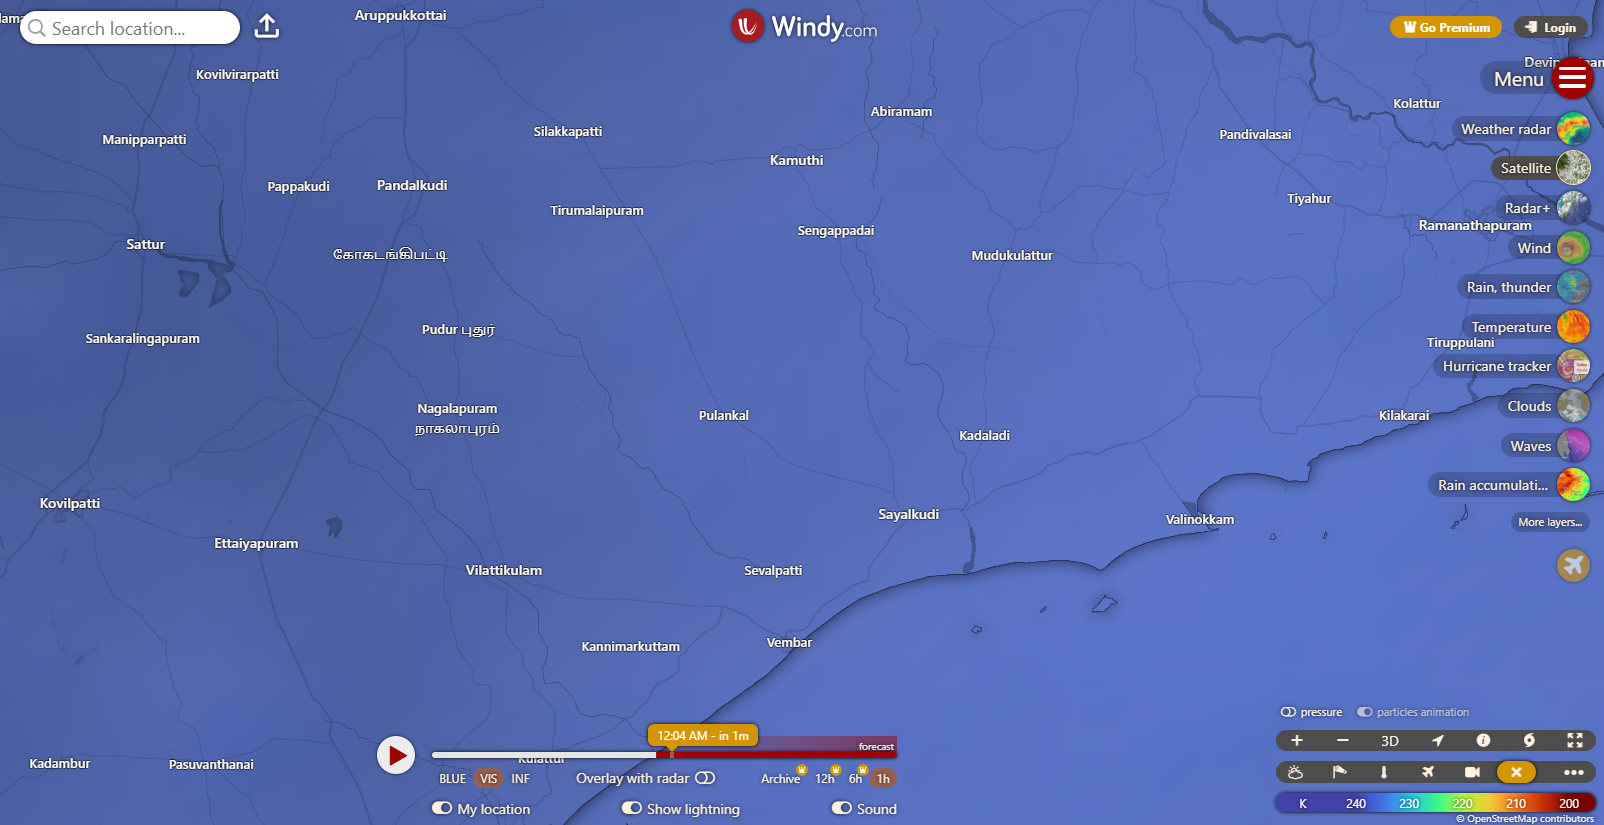 Aruppukkottai
Search location...
Windy.com
Go Premium
Login
Kovilvirarpatti
Menu
Kolattur
Abiramam
Manipparpatti
Silakkapatti
Pandivalasai
Weather radar
Kamuthi
Satellite
Pappakudi
Pandalkudi
Tirumalaipuram
Tiyahur
Radar+
Ramanathapuram
Sengappadai
Sattur
கோகடங்கிபட்டி
Mudukulattur
Wind
Rain, thunder
Sankaralingapuram
Pudur புதூர்
Temperature
Tiruppulani
Hurricane tracker
Nagalapuram
நாகலாபுரம்
Pulankal
Clouds
Kilakarai
Kadaladi
Waves
Rain accumulati...
Kovilpatti
Sayalkudi
Valinokkam
More layers...
Ettaiyapuram
Vilattikulam
Sevalpatti
Kannimarkuttam
Vembar
pressure
particles animation
12:04 AM - in 1m
forecast
3D
Kadambur
Pasuvanthanai
BLUE VIS INF
Overlay with radar
Archive 12h 6h 1h
My location
Show lightning
Sound
K 240 230 220 210 200
© OpenStreetMap contributors